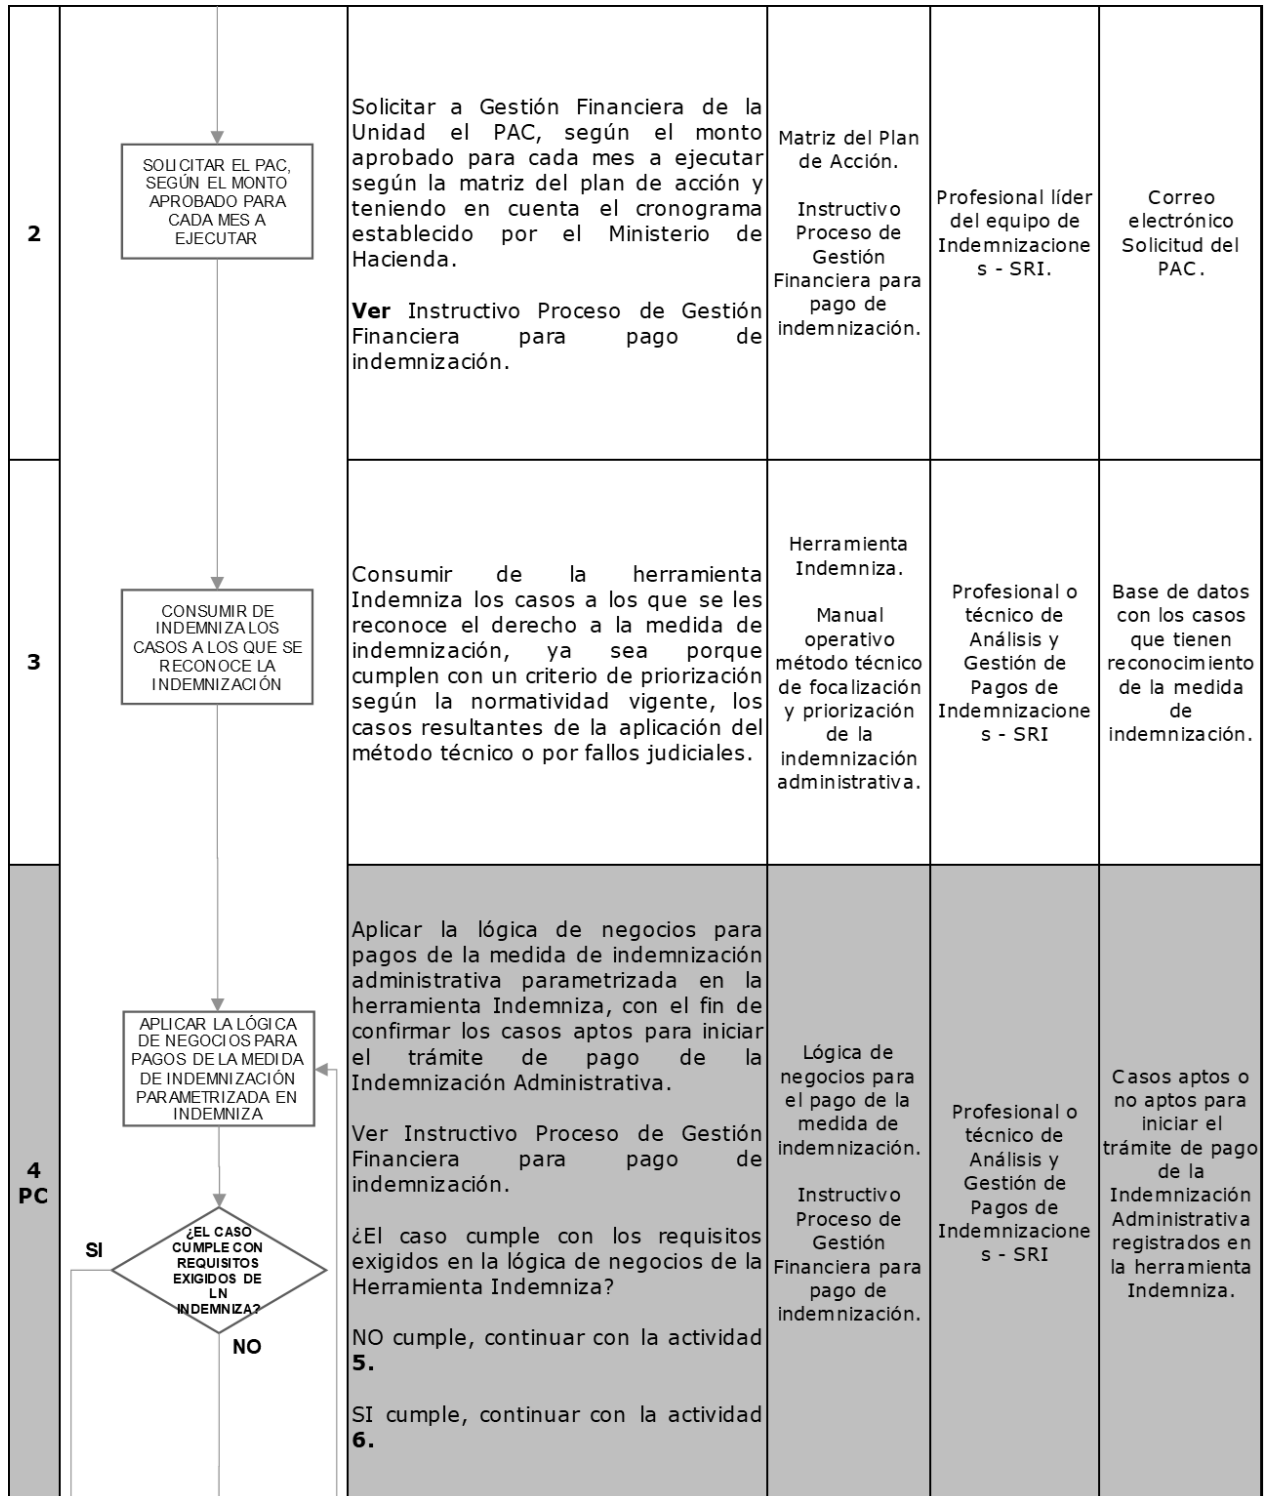 2
SOLICITAR EL PAC,
SEGÚN EL MONTO
APROBADO PARA
CADA MES A
EJECUTAR
Solicitar a Gestión Financiera de la
Unidad el PAC, según el monto
aprobado para cada mes a ejecutar
según la matriz del plan de acción y
teniendo en cuenta el cronograma
establecido por el Ministerio de
Hacienda.
Ver Instructivo Proceso de Gestión
Financiera para pago de
indemnización.
Matriz del Plan
de Acción.
Instructivo
Proceso de
Gestión
Financiera para
pago de
indemnización.
Profesional líder
del equipo de
Indemnizacione
s - SRI.
Correo
electrónico
Solicitud del
PAC.
3
CONSUMIR DE
INDEMNIZA LOS
CASOS A LOS QUE SE
RECONOCE LA
INDEMNIZACIÓN
Consumir de la herramienta
Indemniza los casos a los que se les
reconoce el derecho a la medida de
indemnización, ya sea porque
cumplen con un criterio de priorización
según la normatividad vigente, los
casos resultantes de la aplicación del
método técnico o por fallos judiciales.
Herramienta
Indemniza.
Manual
operativo
método técnico
de focalización
y priorización
de la
indemnización
administrativa.
Profesional o
técnico de
Análisis y
Gestión de
Pagos de
Indemnizacione
s - SRI
Base de datos
con los casos
que tienen
reconocimiento
de la medida
de
indemnización.
4
PC
APLICAR LA LÓGICA
DE NEGOCIOS PARA
PAGOS DE LA MEDIDA
DE INDEMNIZACIÓN
PARAMETRIZADA EN
INDEMNIZA
SI
¿EL CASO
CUMPLE CON
REQUISITOS
EXIGIDOS DE
LN
INDEMNIZA?
NO
Aplicar la lógica de negocios para
pagos de la medida de indemnización
administrativa parametrizada en la
herramienta Indemniza, con el fin de
confirmar los casos aptos para iniciar
el trámite de pago de la
Indemnización Administrativa.
Ver Instructivo Proceso de Gestión
Financiera para pago de
indemnización.
¿El caso cumple con los requisitos
exigidos en la lógica de negocios de la
Herramienta Indemniza?
NO cumple, continuar con la actividad
5.
SI cumple, continuar con la actividad
6.
Lógica de
negocios para
el pago de la
medida de
indemnización.
Instructivo
Proceso de
Gestión
Financiera para
pago de
indemnización.
Profesional o
técnico de
Análisis y
Gestión de
Pagos de
Indemnizacione
s - SRI
Casos aptos o
no aptos para
iniciar el
trámite de pago
de la
Indemnización
Administrativa
registrados en
la herramienta
Indemniza.